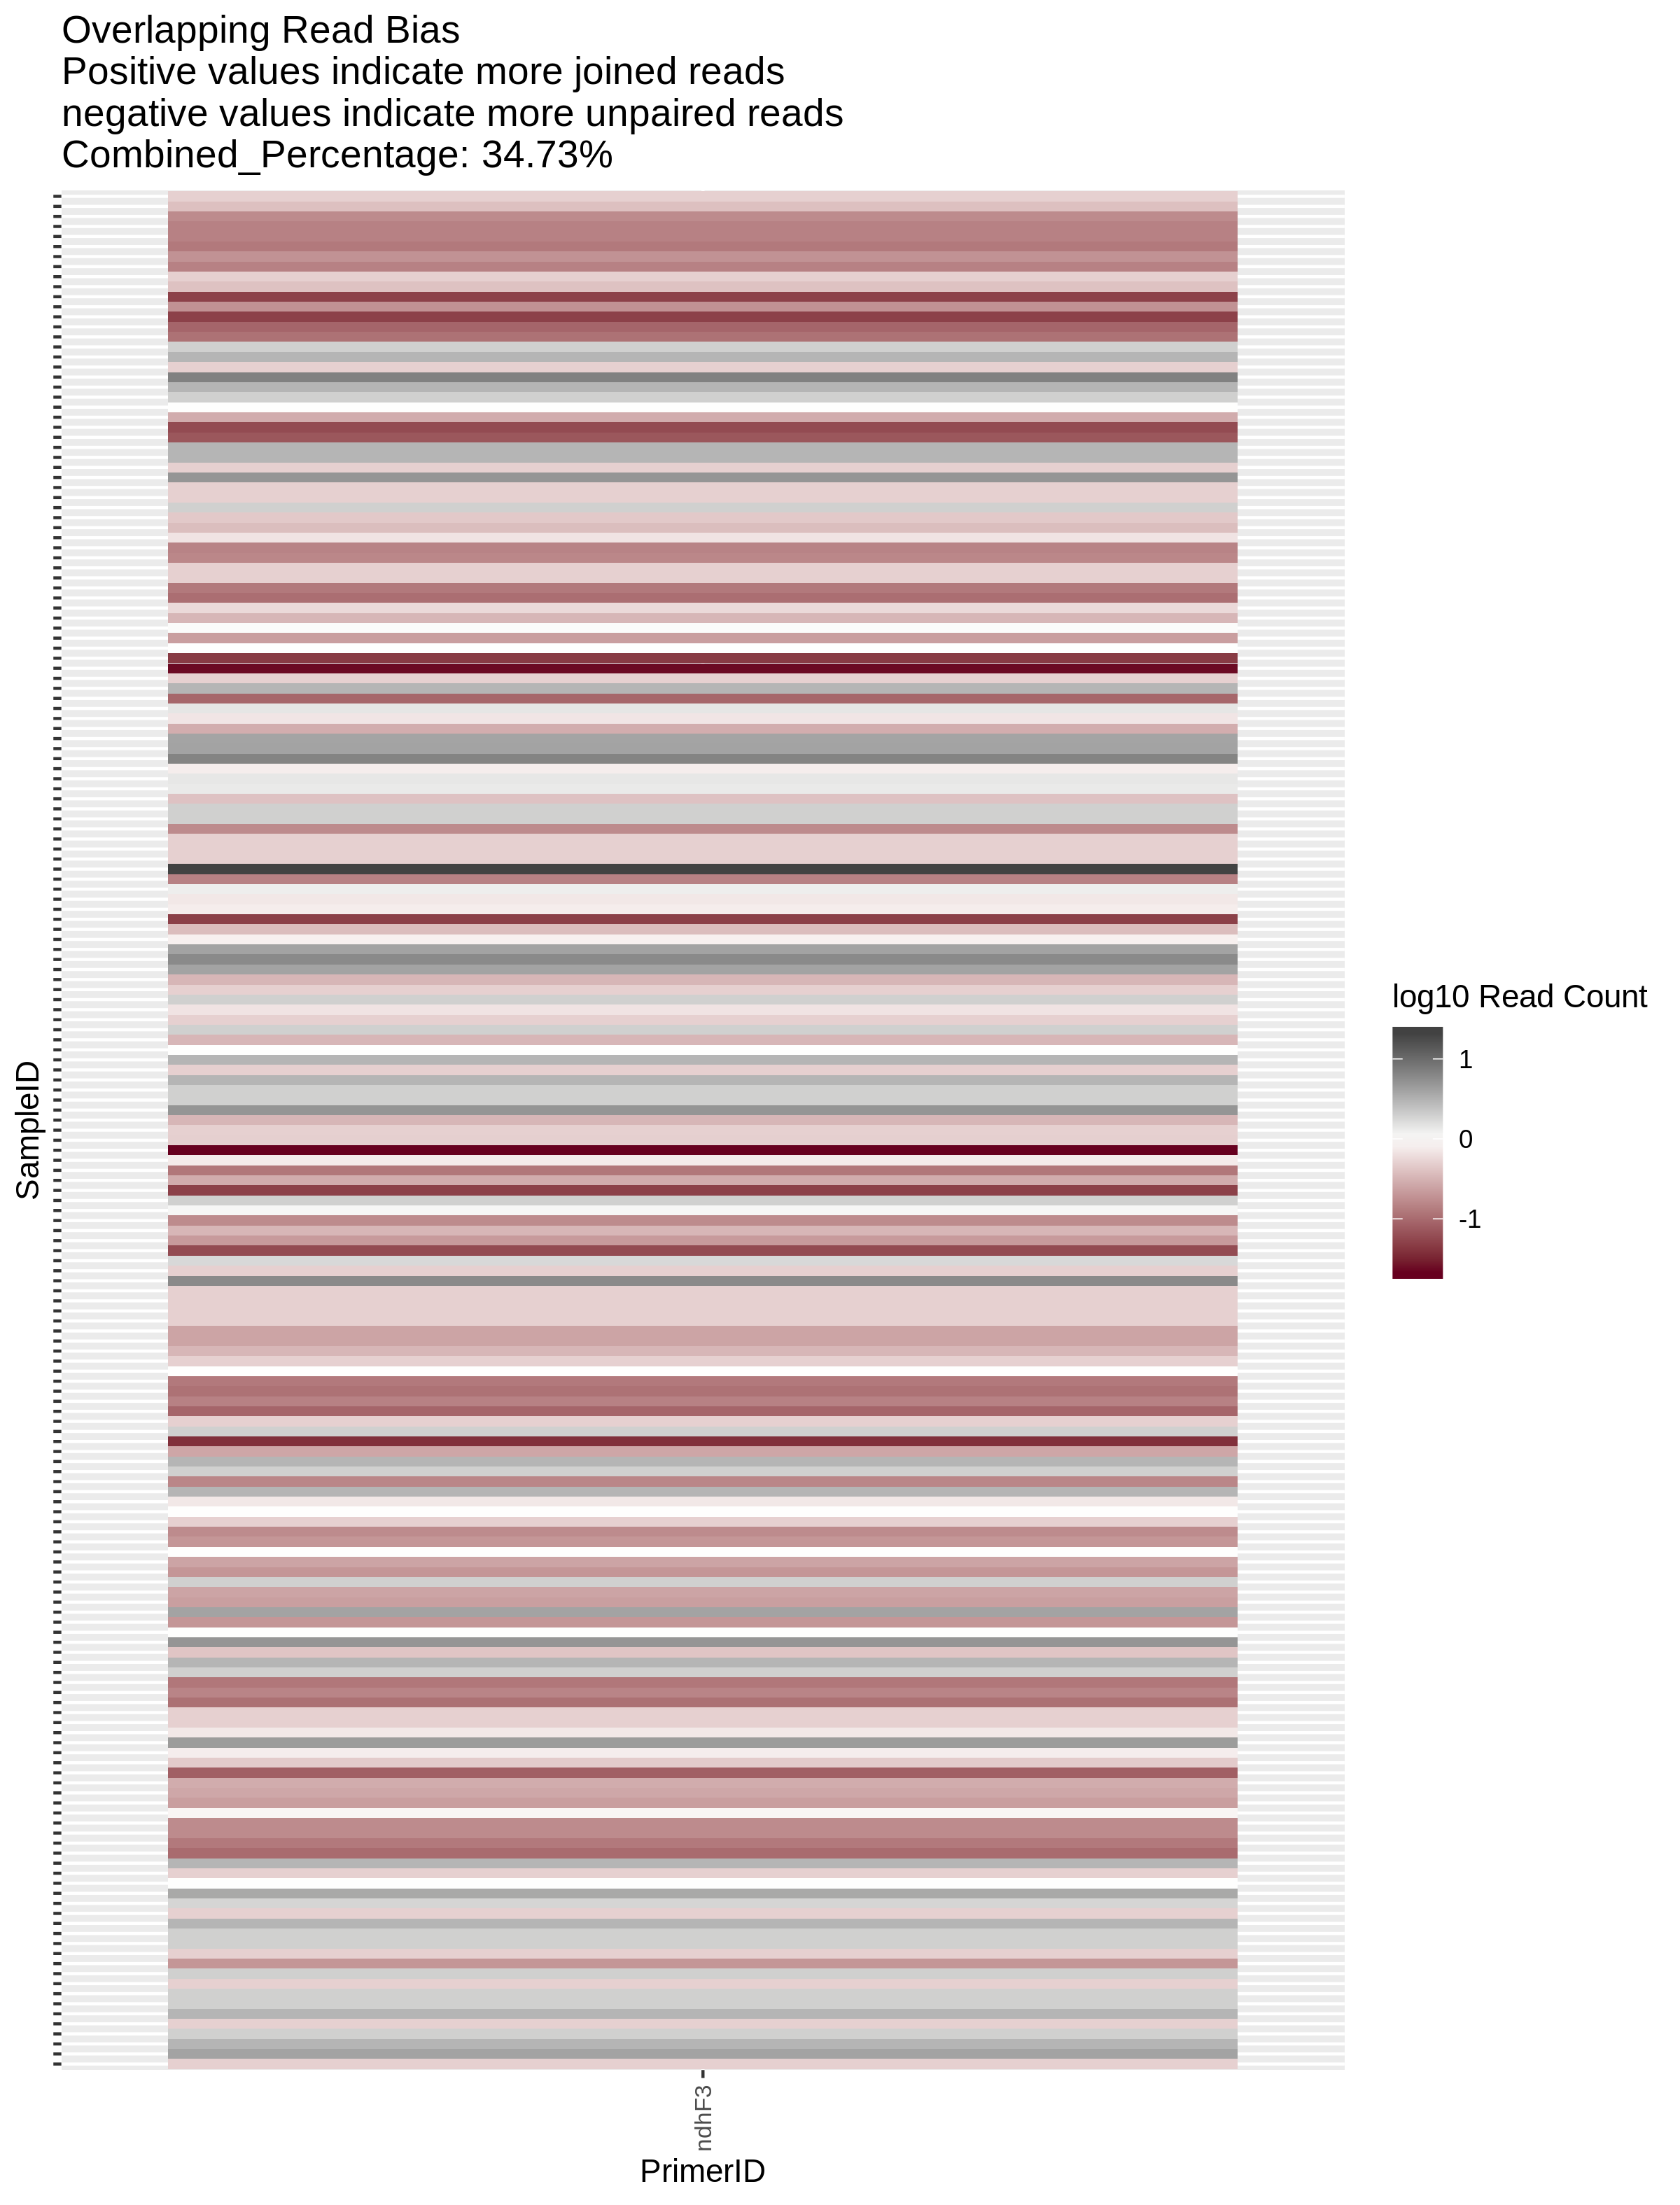 Overlapping Read Bias
Positive values indicate more joined reads
negative values indicate more unpaired reads
Combined_Percentage: 34.73%
SampleID
log10 Read Count
1
0
-1
ndhF3
PrimerID